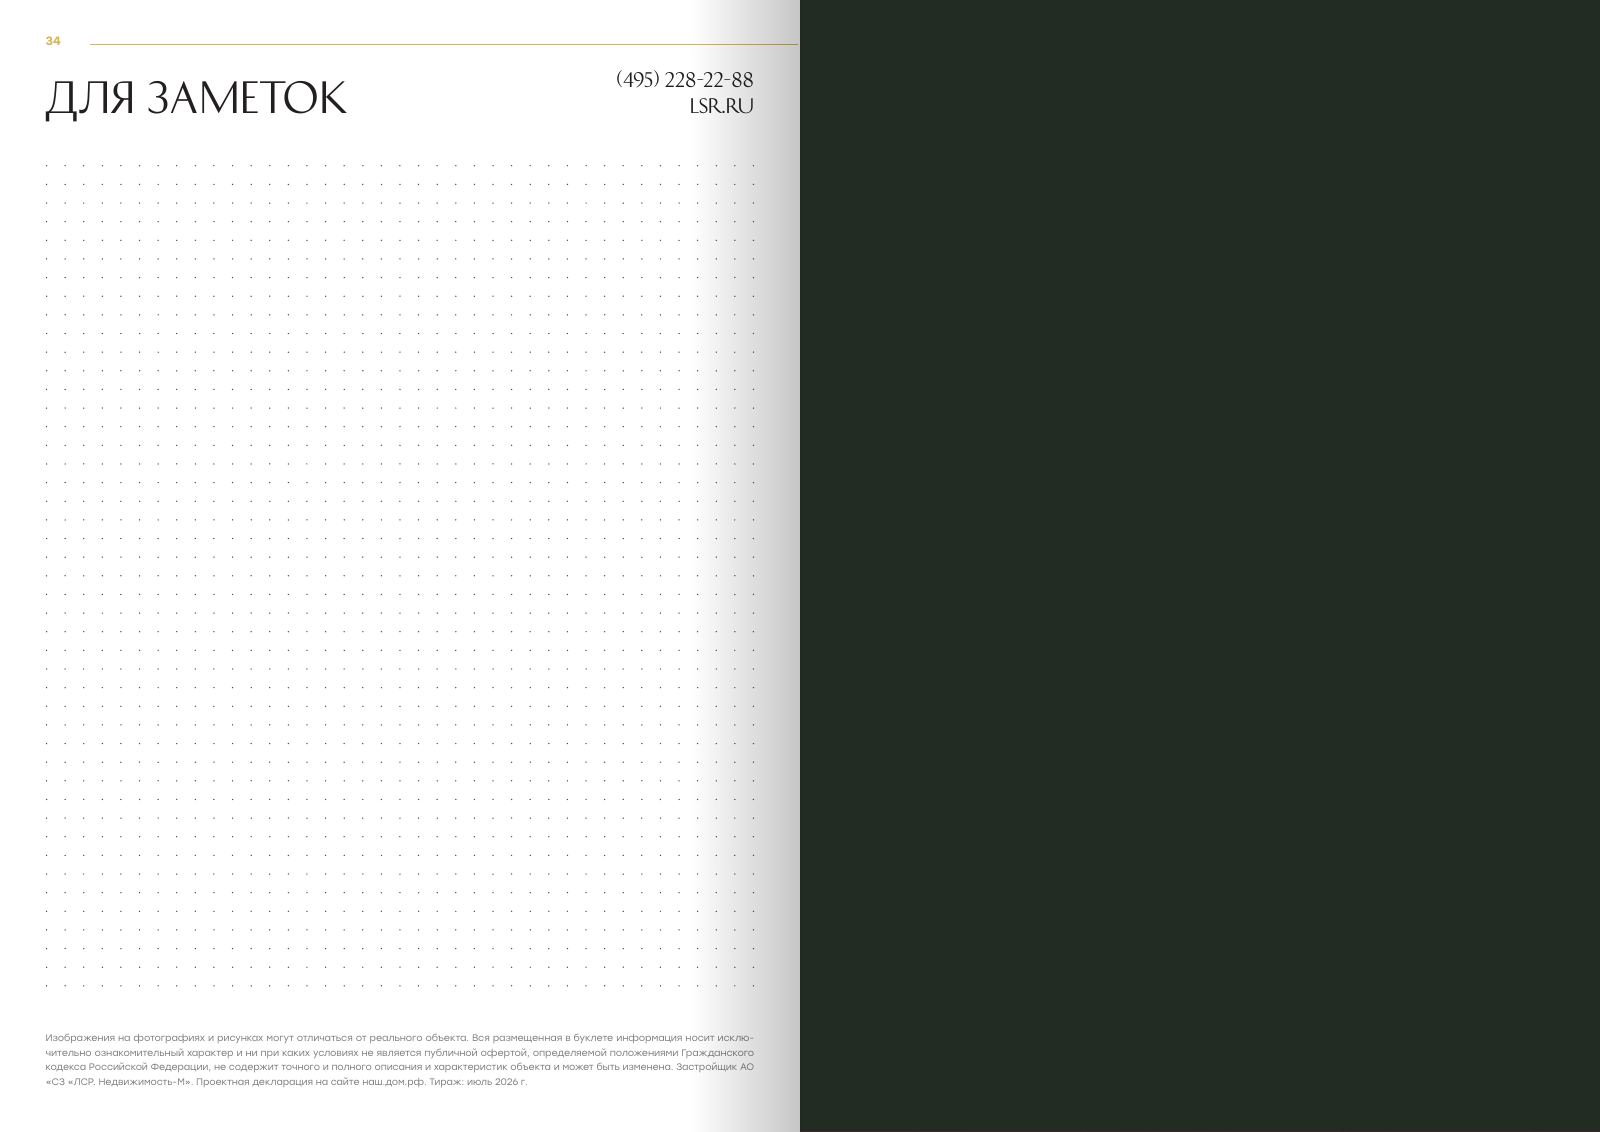 34
ДЛЯ ЗАМЕТОК
(495) 228-22-88
LSR.RU
Изображения на фотографиях и рисунках могут отличаться от реального объекта. Вся размещенная в буклете информация носит исклю-
чительно ознакомительный характер и ни при каких условиях не является публичной офертой, определяемой положениями Гражданского
кодекса Российской Федерации, не содержит точного и полного описания и характеристик объекта и может быть изменена. Застройщик АО
«СЗ «ЛСР. Недвижимость-М». Проектная декларация на сайте наш.дом.рф. Тираж: июль 2026 г.